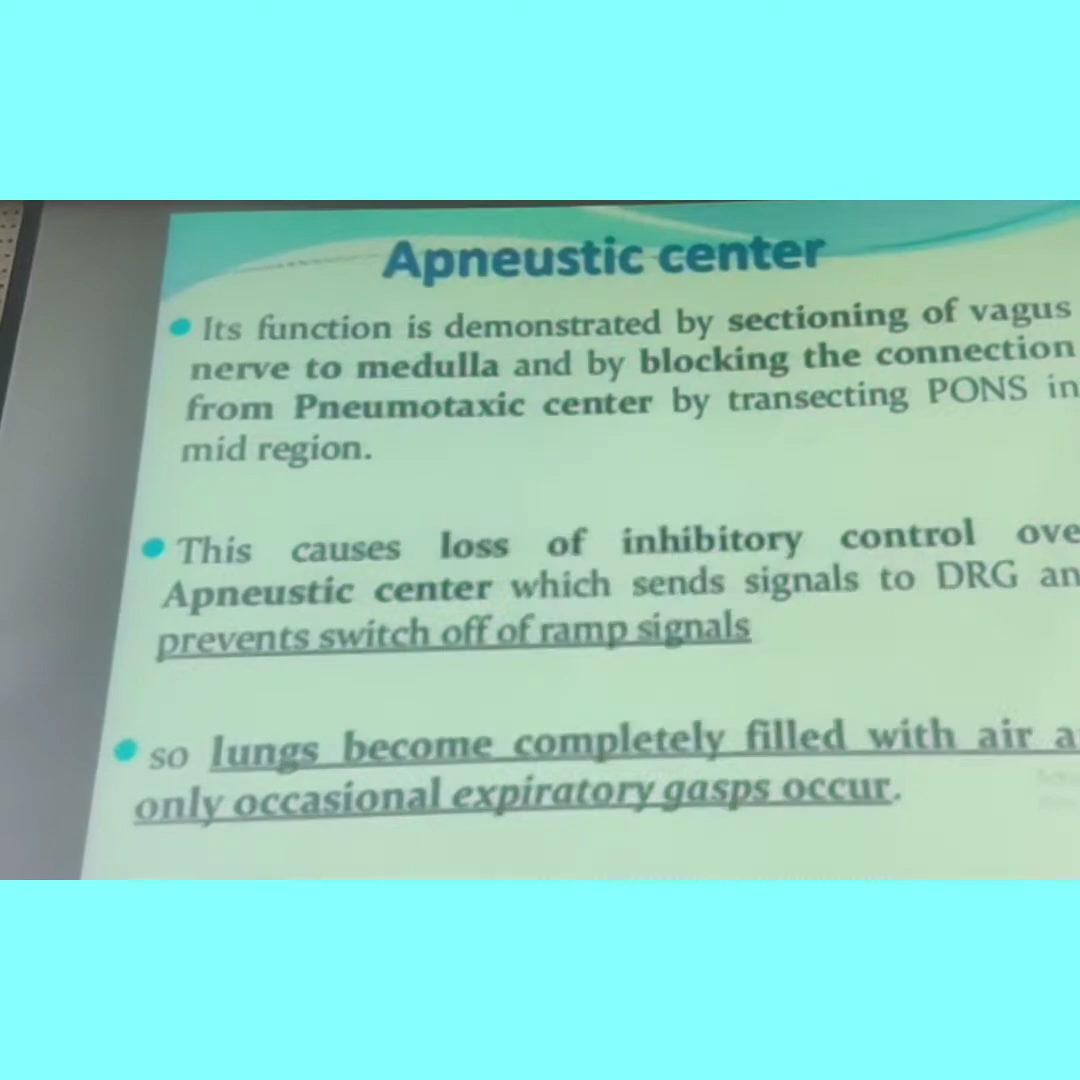 Apneustic center
Its function is demonstrated by sectioning of vagus
nerve to medulla and by blocking the connection
from Pneumotaxic center by transecting PONS in
mid region.
This causes loss of inhibitory control ove
Apneustic center which sends signals to DRG an
prevents switch off of ramp signals
so lungs become completely filled with air a
only occasional expiratory gasps occur.